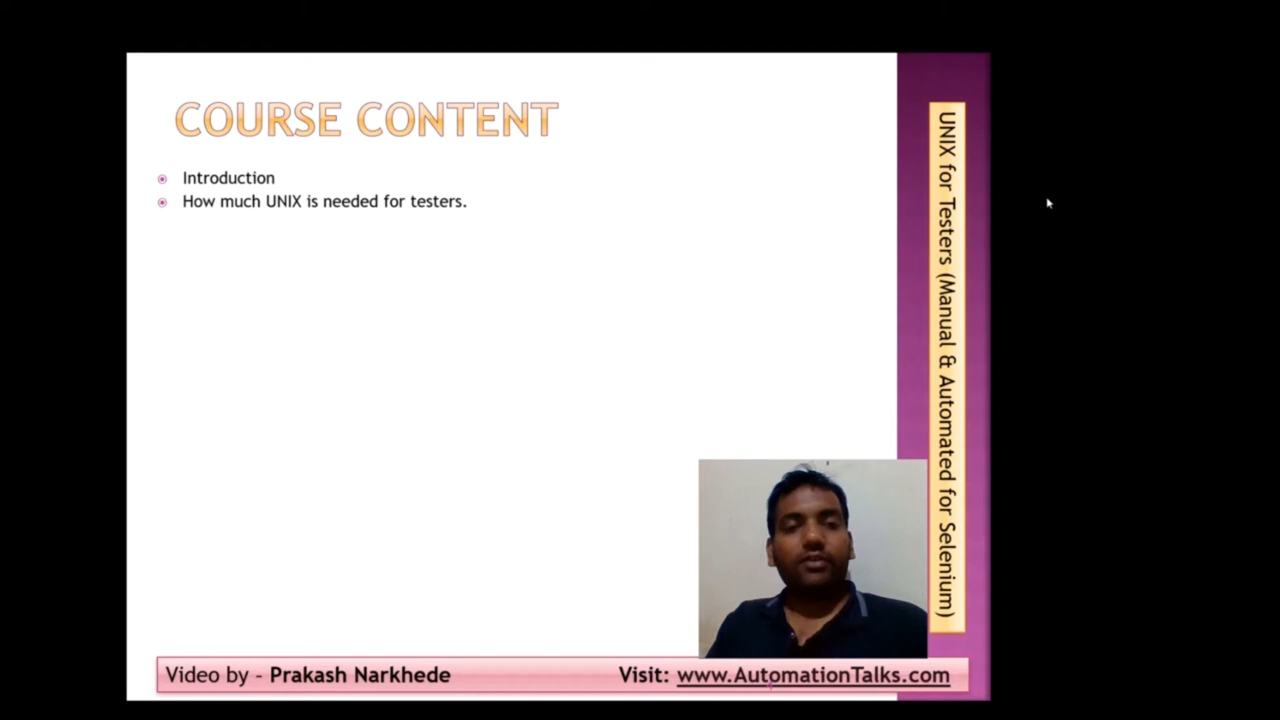 COURSE CONTENT
Introduction
How much UNIX is needed for testers.
UNIX for Testers (Manual & Automated for Selenium)
Video by - Prakash Narkhede
Visit: www.AutomationTalks.com